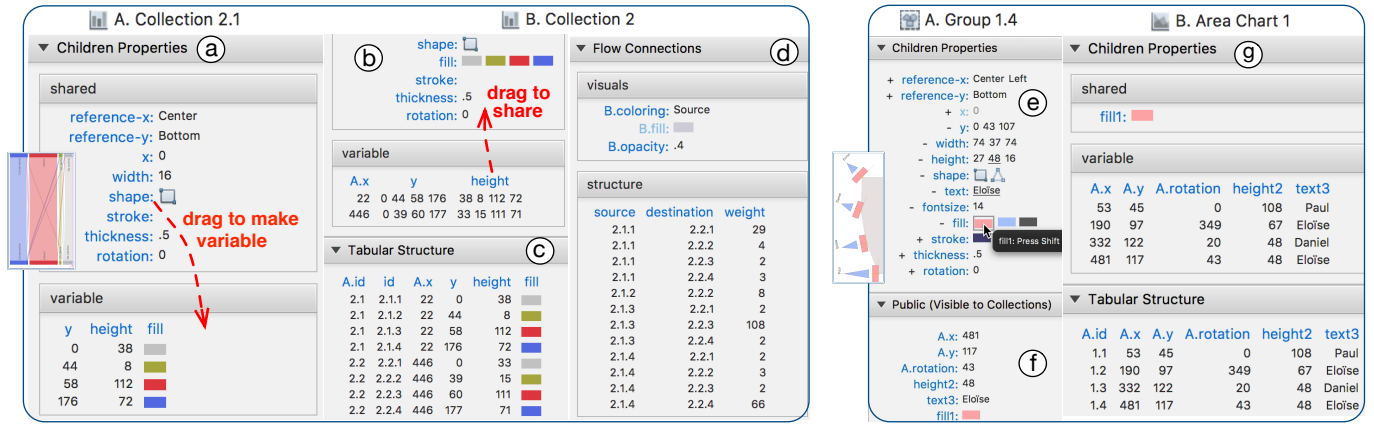 A. Collection 2.1
B. Collection 2
Children Properties
a
shared
reference-x: Center
reference-y: Bottom
x: 0
width: 16
shape:
stroke:
thickness: .5
rotation: 0
drag to make
variable
variable
y height fill
0 38
44 8
58 112
176 72
b
shape:
fill:
stroke:
thickness: .5
rotation: 0
drag to
share
variable
A.x y height
22 0 44 58 176 38 8 112 72
446 0 39 60 177 33 15 111 71
Tabular Structure
c
A.id id A.x y height fill
2.1 2.1.1 22 0 38
2.1 2.1.2 22 44 8
2.1 2.1.3 22 58 112
2.1 2.1.4 22 176 72
2.2 2.2.1 446 0 33
2.2 2.2.2 446 39 15
2.2 2.2.3 446 60 111
2.2 2.2.4 446 177 71
Flow Connections
d
visuals
B.coloring: Source
B.fill:
B.opacity: .4
structure
source destination weight
2.1.1 2.2.1 29
2.1.1 2.2.2 4
2.1.1 2.2.3 2
2.1.1 2.2.4 3
2.1.2 2.2.2 8
2.1.3 2.2.1 2
2.1.3 2.2.3 108
2.1.3 2.2.4 2
2.1.4 2.2.1 2
2.1.4 2.2.2 3
2.1.4 2.2.3 2
2.1.4 2.2.4 66
A. Group 1.4
B. Area Chart 1
Children Properties
e
+ reference-x: Center Left
+ reference-y: Bottom
+ x: 0
- y: 0 43 107
- width: 74 37 74
- height: 27 48 16
- shape:
- text: Eloïse
- fontsize: 14
- fill:
fill1: Press Shift
+ stroke:
+ thickness: .5
+ rotation: 0
Public (Visible to Collections)
f
A.x: 481
A.y: 117
A.rotation: 43
height2: 48
text3: Eloïse
fill1:
Children Properties
g
shared
fill1:
variable
A.x A.y A.rotation height2 text3
53 45 0 108 Paul
190 97 349 67 Eloïse
332 122 20 48 Daniel
481 117 43 48 Eloïse
Tabular Structure
A.id A.x A.y A.rotation height2 text3
1.1 53 45 0 108 Paul
1.2 190 97 349 67 Eloïse
1.3 332 122 20 48 Daniel
1.4 481 117 43 48 Eloïse